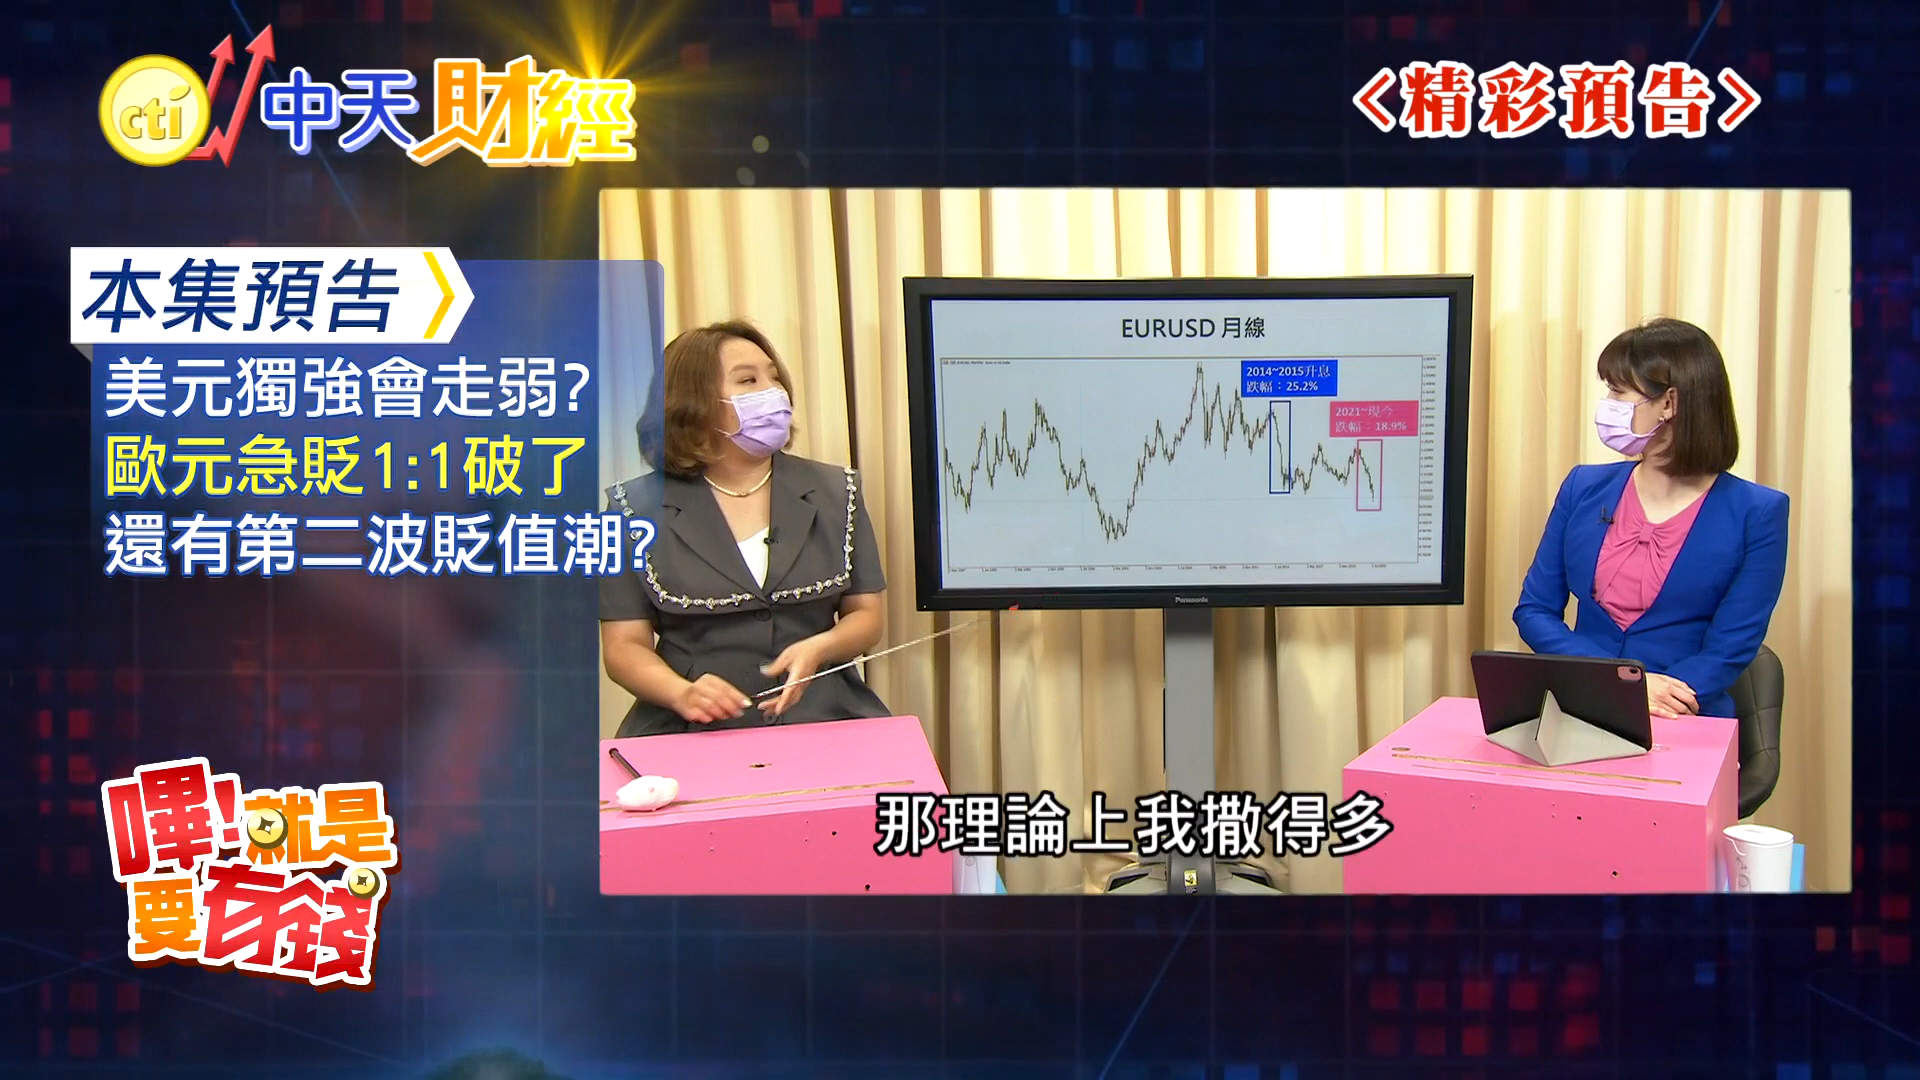 cti 中天財經
<精彩預告>
本集預告
美元獨強會走弱?
歐元急貶1:1破了
還有第二波貶值潮?
EURUSD 月線
2014~2015升息
跌幅：25.2%
2021~現今
跌幅：18.9%
Panasonic
那理論上我撒得多
嗶!就是
要有錢